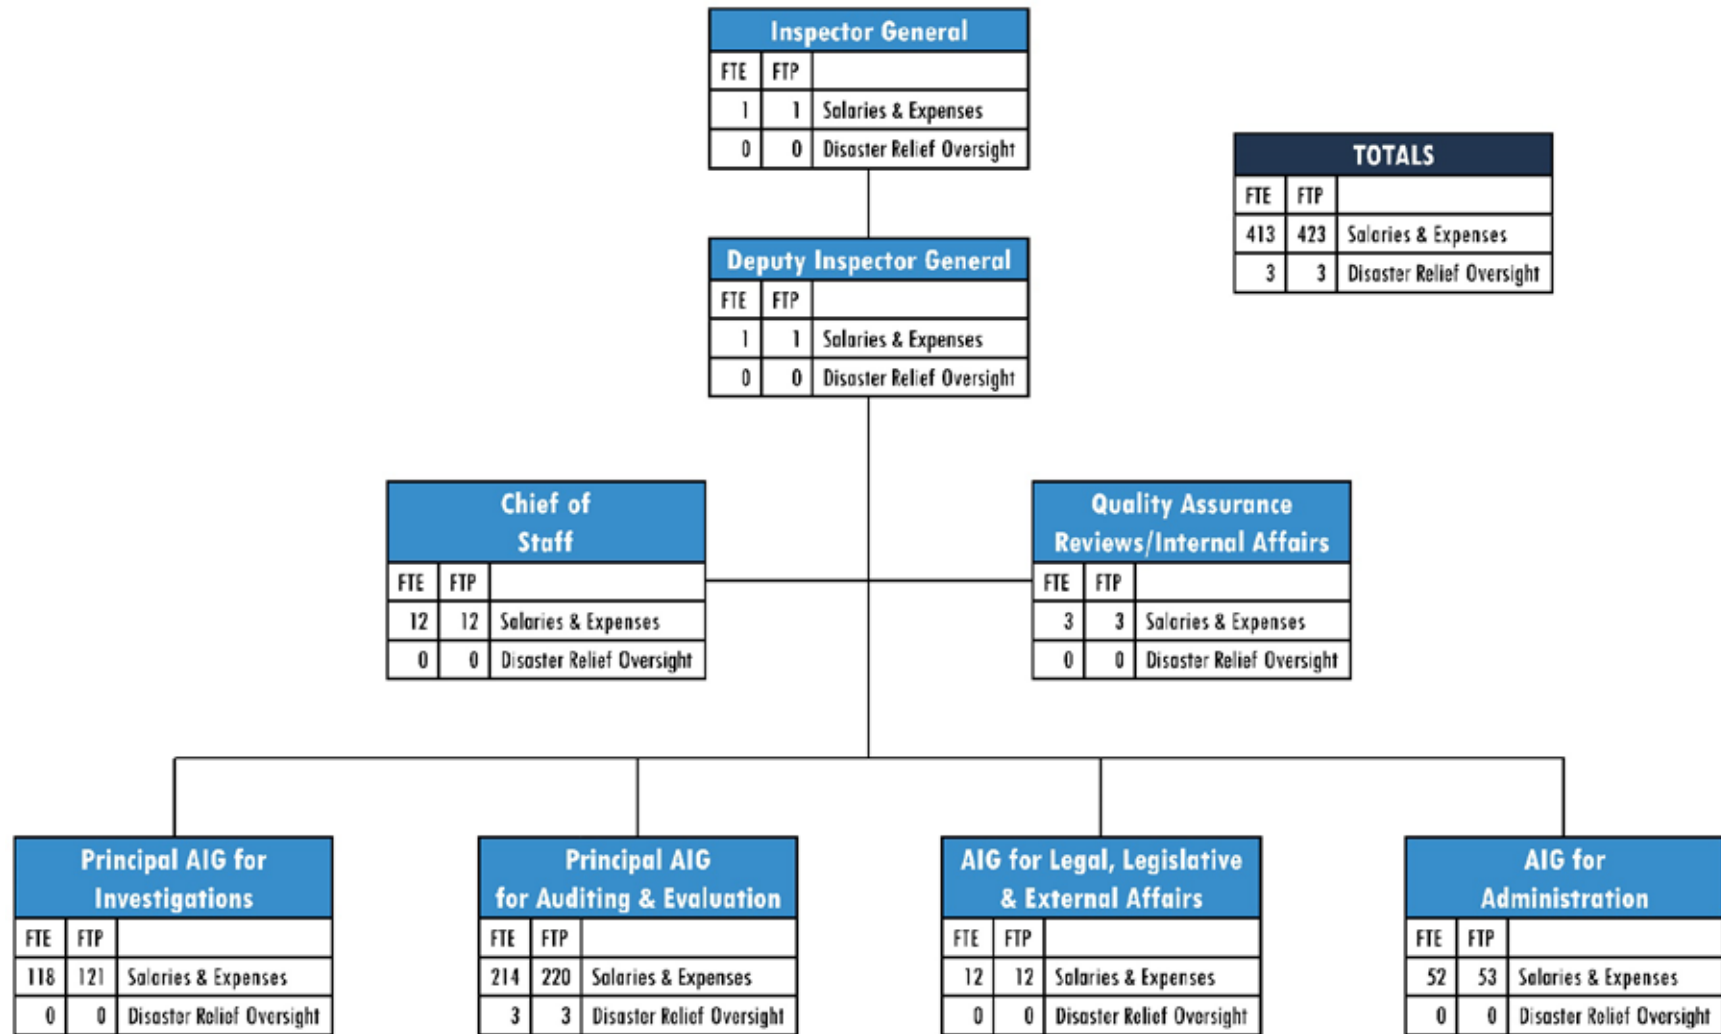 Inspector General
FTE FTP
1 1 Salaries & Expenses
0 0 Disaster Relief Oversight
TOTALS
FTE FTP
413 423 Salaries & Expenses
3 3 Disaster Relief Oversight
Deputy Inspector General
FTE FTP
1 1 Salaries & Expenses
0 0 Disaster Relief Oversight
Chief of
Staff
FTE FTP
12 12 Salaries & Expenses
0 0 Disaster Relief Oversight
Quality Assurance
Reviews/Internal Affairs
FTE FTP
3 3 Salaries & Expenses
0 0 Disaster Relief Oversight
Principal AIG for
Investigations
FTE FTP
118 121 Salaries & Expenses
0 0 Disaster Relief Oversight
Principal AIG
for Auditing & Evaluation
FTE FTP
214 220 Salaries & Expenses
3 3 Disaster Relief Oversight
AIG for Legal, Legislative
& External Affairs
FTE FTP
12 12 Salaries & Expenses
0 0 Disaster Relief Oversight
AIG for
Administration
FTE FTP
52 53 Salaries & Expenses
0 0 Disaster Relief Oversight